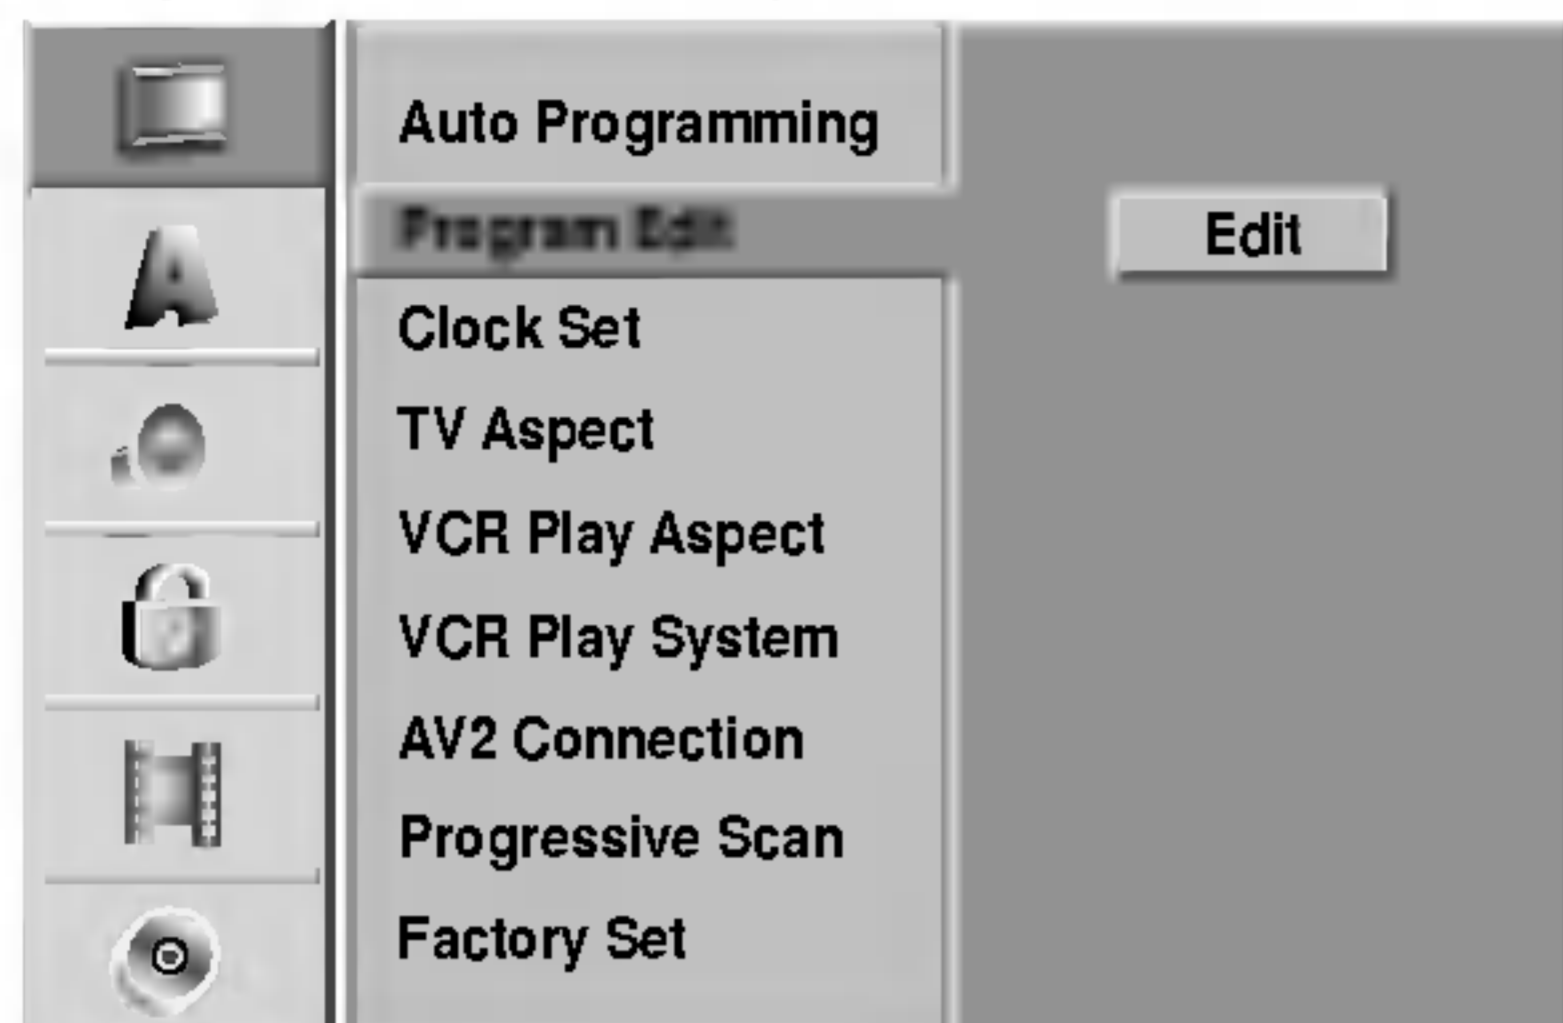 Auto Programming
Program Edit
Edit
Clock Set
TV Aspect
VCR Play Aspect
VCR Play System
AV2 Connection
Progressive Scan
Factory Set